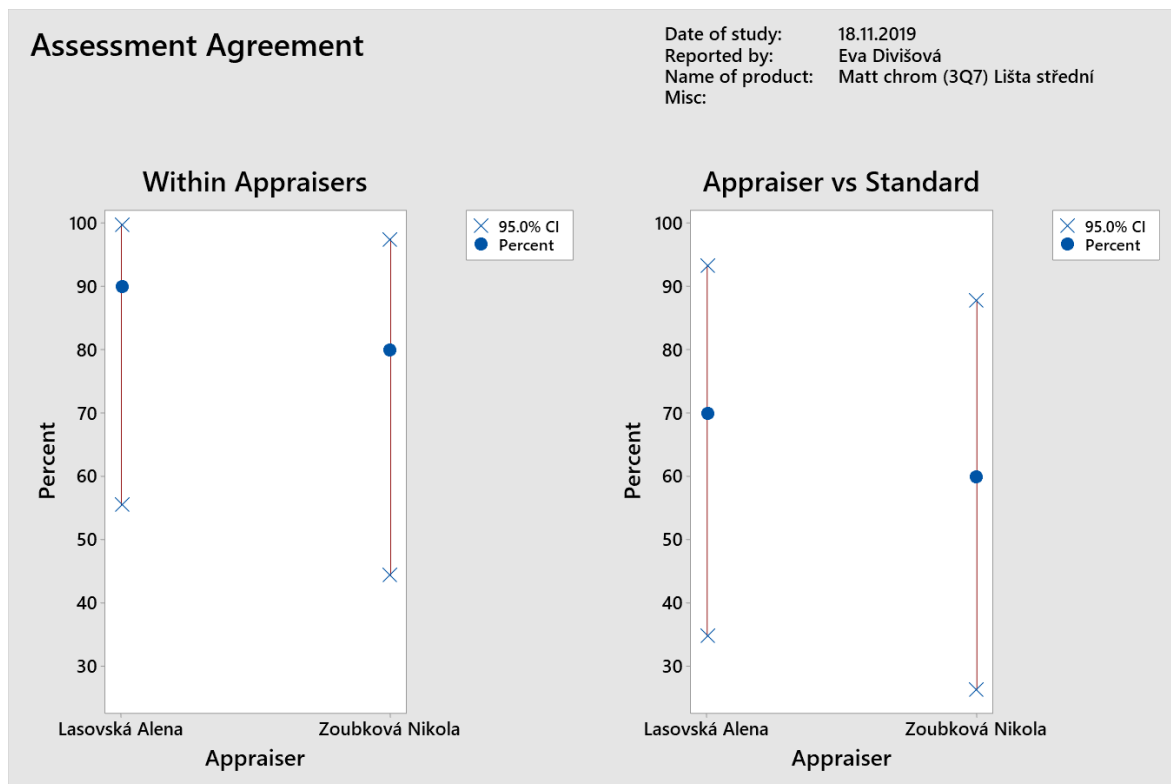 Assessment Agreement
Date of study: 18.11.2019
Reported by: Eva Divišová
Name of product: Matt chrom (3Q7) Lišta střední
Misc:
Within Appraisers
100
90
80
70
60
50
40
30
Percent
Lasovská Alena Zoubková Nikola
Appraiser
95.0% CI
Percent
Appraiser vs Standard
100
90
80
70
60
50
40
30
Percent
Lasovská Alena Zoubková Nikola
Appraiser
95.0% CI
Percent